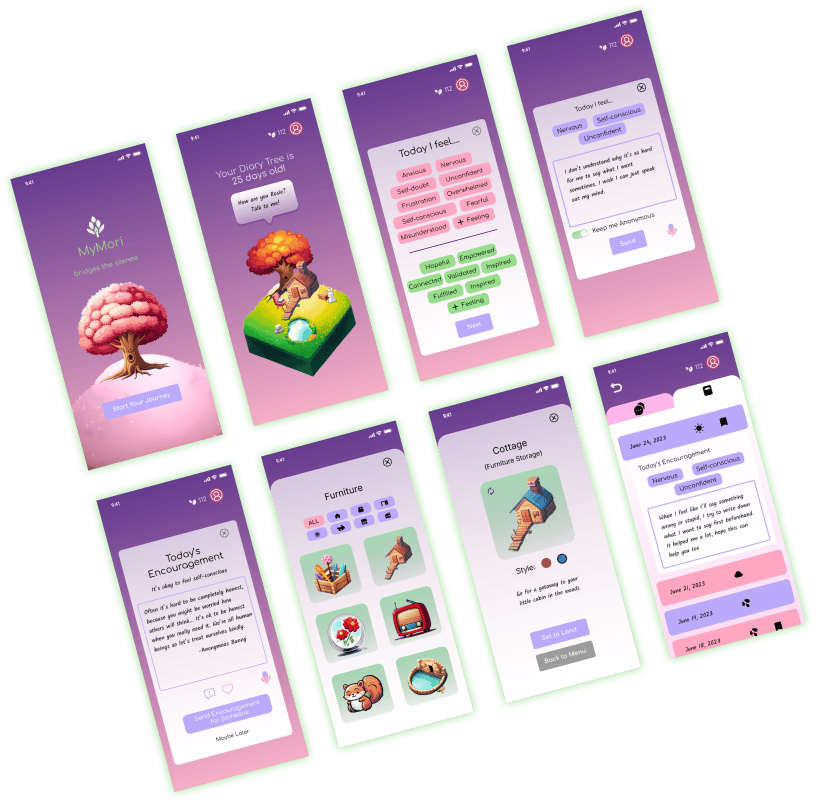 9:41
MyMori
bridges the silence
Start Your Journey
9:41
112
Your Diary Tree is
25 days old!
How are you Rosie?
Talk to me!
9:41
112
Today I feel....
Anxious
Nervous
Self-doubt
Unconfident
Frustration
Overwhelmed
Self-conscious
Fearful
Misunderstood
+ Feeling
Hopeful
Empowered
Connected
Validated
Inspired
Fulfilled
Inspired
+ Feeling
Next
9:41
112
Today I feel...
Nervous
Self-conscious
Unconfident
I don't understand why it's so hard
for me to say what I want
sometimes. I wish I can just speak
out my mind.
Keep me Anonymous
Send
9:41
112
Today's
Encouragement
It's okay to feel self-conscious
Often it's hard to be completely honest,
because you might be worried how
others will think... It's ok to be honest
when you really need it. We're all human
beings so let's treat ourselves kindly.
-Anonymous Bunny
Send Encouragement
for Someone
Maybe Later
9:41
Furniture
ALL
9:41
Cottage
(Furniture Storage)
Style:
Go for a getaway to your
little cabin in the woods
Set to Land
Back to Menu
9:41
112
June 24, 2023
Today's Encouragement
Nervous
Self-conscious
Unconfident
When I feel like I'll say something
wrong or stupid, I try to write down
what I want to say first beforehand.
It helped me a lot, hope this can
help you too
June 21, 2023
June 19, 2023
June 18, 2023